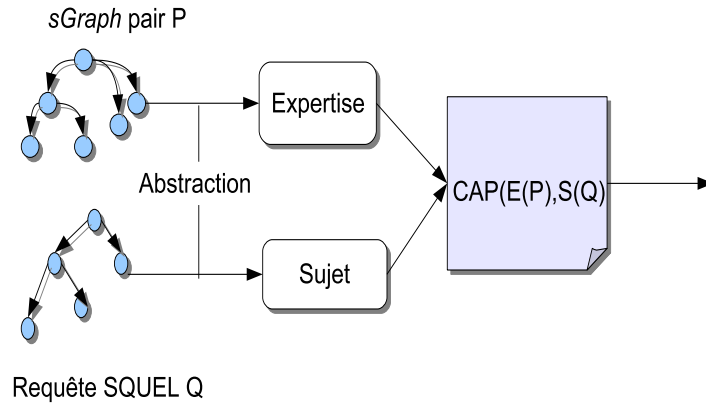 sGraph pair P
Expertise
Abstraction
CAP(E(P),S(Q)
Sujet
Requête SQUEL Q